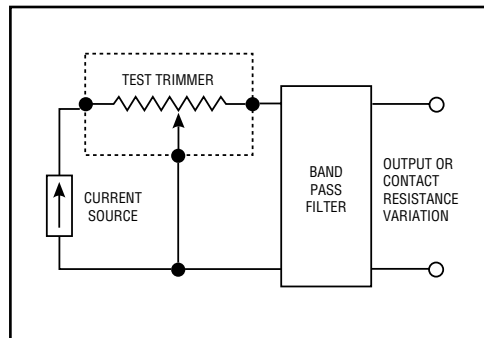 TEST TRIMMER
CURRENT
SOURCE
BAND
PASS
FILTER
OUTPUT OR
CONTACT
RESISTANCE
VARIATION